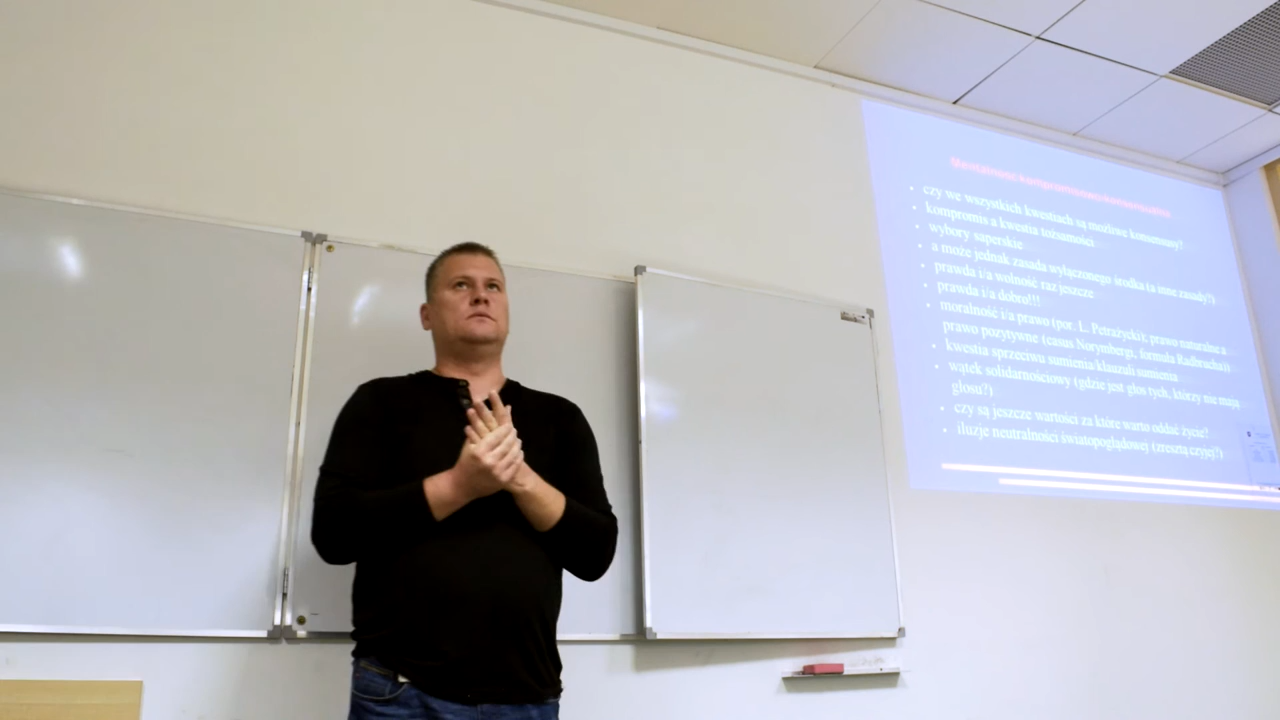 czy we wszystkich kwestiach są możliwe konsensusy?
kompromis a kwestia tożsamości
wybory saperskie
a może jednak zasada wyłączonego środka (a inne zasady?)
prawda i/a wolność raz jeszcze
prawda i/a dobro!!!
moralność i/a prawo (por. L. Petrażycki); prawo naturalne a
prawo pozytywne (casus Norymbergi, formuła Radbrucha))
kwestia sprzeciwu sumienia/klauzuli sumienia
wątek solidarnościowy (gdzie jest głos tych, którzy nie mają
głosu?)
czy są jeszcze wartości za które warto oddać życie?
iluzje neutralności światopoglądowej (zresztą czyjej?)